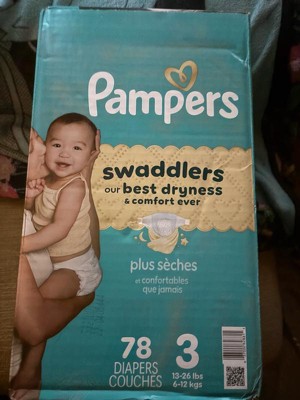 Pampers
swaddlers
our best dryness
& comfort ever
plus sèches
et confortables
que jamais
78
DIAPERS
COUCHES
3
13-26 lbs
6-12 kgs